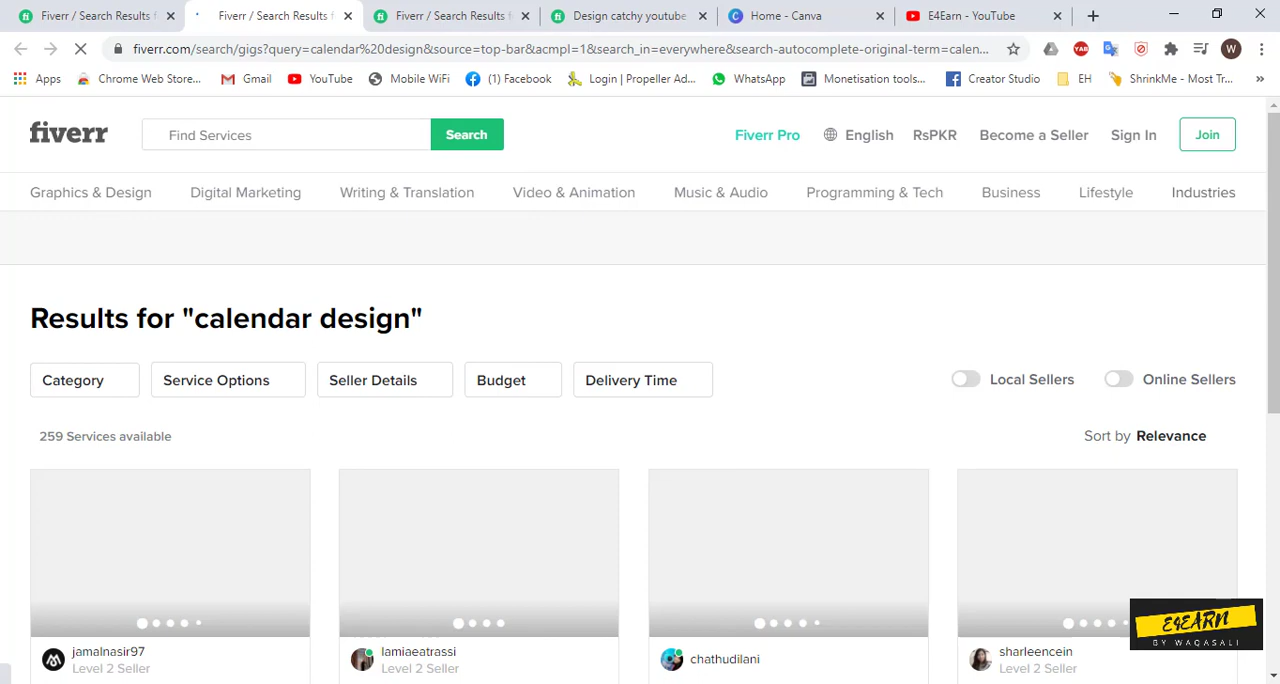 Fiverr / Search Results f
Fiverr / Search Results f
Fiverr / Search Results f
Design catchy youtube
Home - Canva
E4Earn - YouTube
fiverr.com/search/gigs?query=calendar%20design&source=top-bar&acmpl=1&search_in=everywhere&search-autocomplete-original-term=calen...
YAB
W
Apps
Chrome Web Store...
Gmail
YouTube
Mobile WiFi
(1) Facebook
Login | Propeller Ad...
WhatsApp
Monetisation tools...
Creator Studio
EH
ShrinkMe - Most Tr...
»
fiverr
Find Services
Search
Fiverr Pro
English
RsPKR
Become a Seller
Sign In
Join
Graphics & Design
Digital Marketing
Writing & Translation
Video & Animation
Music & Audio
Programming & Tech
Business
Lifestyle
Industries
Results for "calendar design"
Category
Service Options
Seller Details
Budget
Delivery Time
Local Sellers
Online Sellers
259 Services available
Sort by Relevance
jamalnasir97
Level 2 Seller
lamiaeatrassi
Level 2 Seller
chathudilani
sharleencein
Level 2 Seller
E4EARN
BY WAQASALI